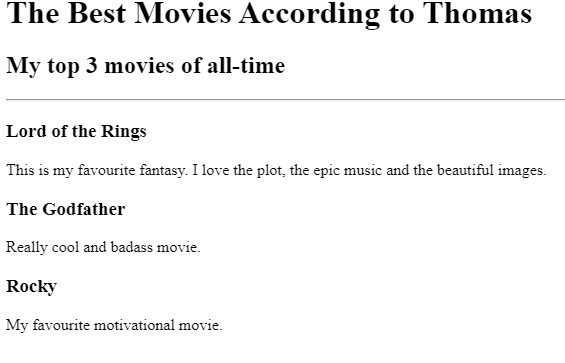 The Best Movies According to Thomas
My top 3 movies of all-time
Lord of the Rings
This is my favourite fantasy. I love the plot, the epic music and the beautiful images.
The Godfather
Really cool and badass movie.
Rocky
My favourite motivational movie.